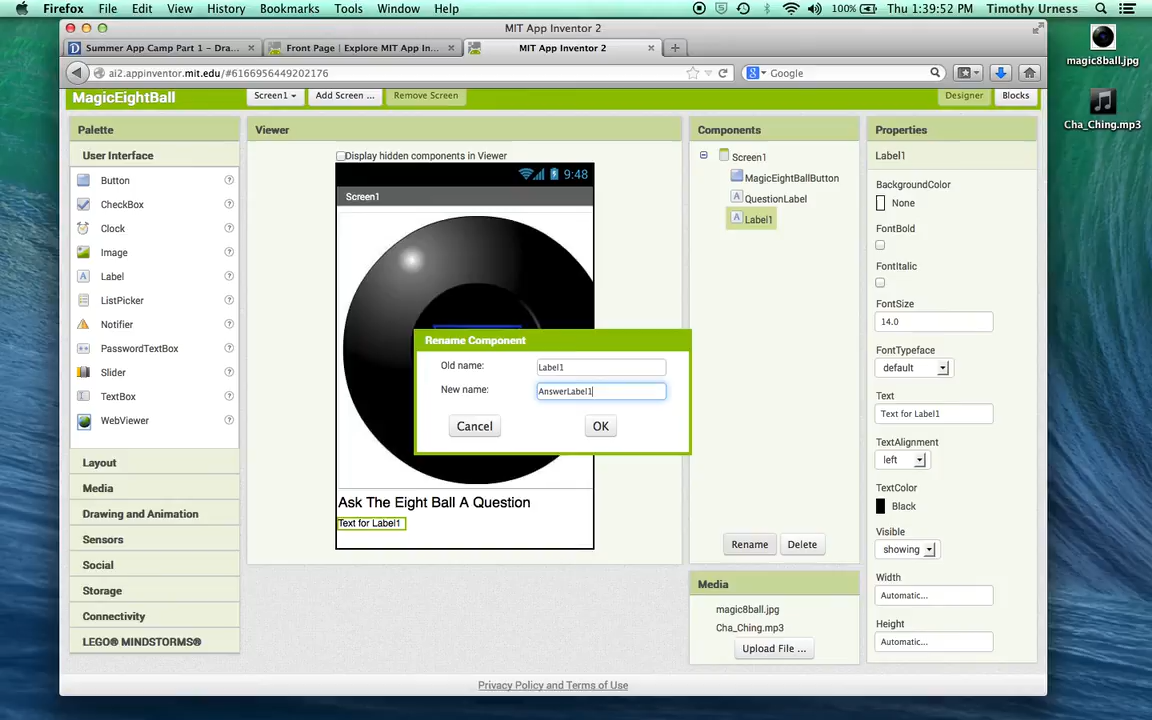 Firefox File Edit View History Bookmarks Tools Window Help 100% Thu 1:39:52 PM Timothy Urness
MIT App Inventor 2
Summer App Camp Part 1 – Dra... Front Page | Explore MIT App In... MIT App Inventor 2
ai2.appinventor.mit.edu/#6166956449202176 Google
magic8ball.jpg
Cha_Ching.mp3
MagicEightBall Screen1 Add Screen ... Remove Screen Designer Blocks
Palette
User Interface
Button
CheckBox
Clock
Image
Label
ListPicker
Notifier
PasswordTextBox
Slider
TextBox
WebViewer
Layout
Media
Drawing and Animation
Sensors
Social
Storage
Connectivity
LEGO® MINDSTORMS®
Viewer
Display hidden components in Viewer
9:48
Screen1
Ask The Eight Ball A Question
Text for Label1
Rename Component
Old name: Label1
New name: AnswerLabel1
Cancel OK
Components
Screen1
MagicEightBallButton
QuestionLabel
Label1
Rename Delete
Media
magic8ball.jpg
Cha_Ching.mp3
Upload File ...
Properties
Label1
BackgroundColor
None
FontBold
FontItalic
FontSize
14.0
FontTypeface
default
Text
Text for Label1
TextAlignment
left
TextColor
Black
Visible
showing
Width
Automatic...
Height
Automatic...
Privacy Policy and Terms of Use